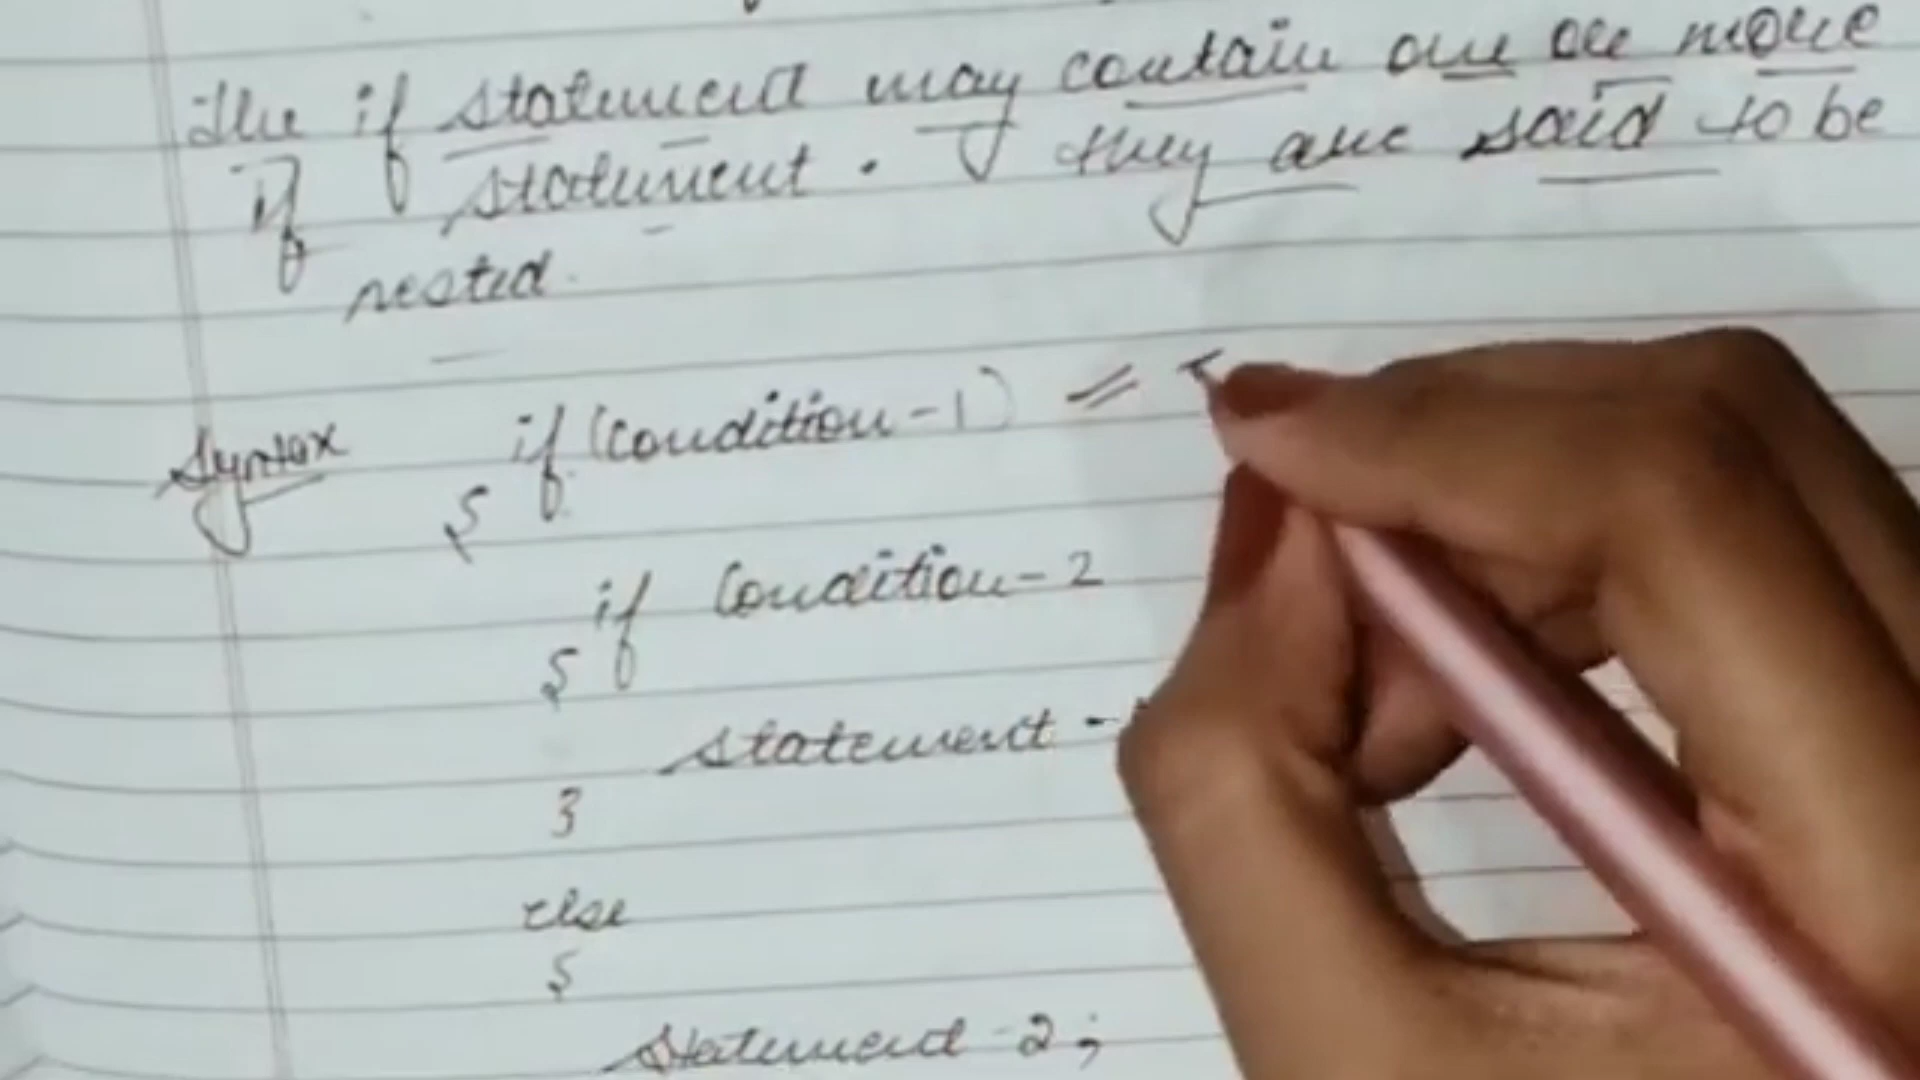 The if statement may contain one or more
if statement. They are said to be
nested.
Syntax if (Condition-1) =
{
if Condition-2
{
statement -
}
else
{
Statement-2;